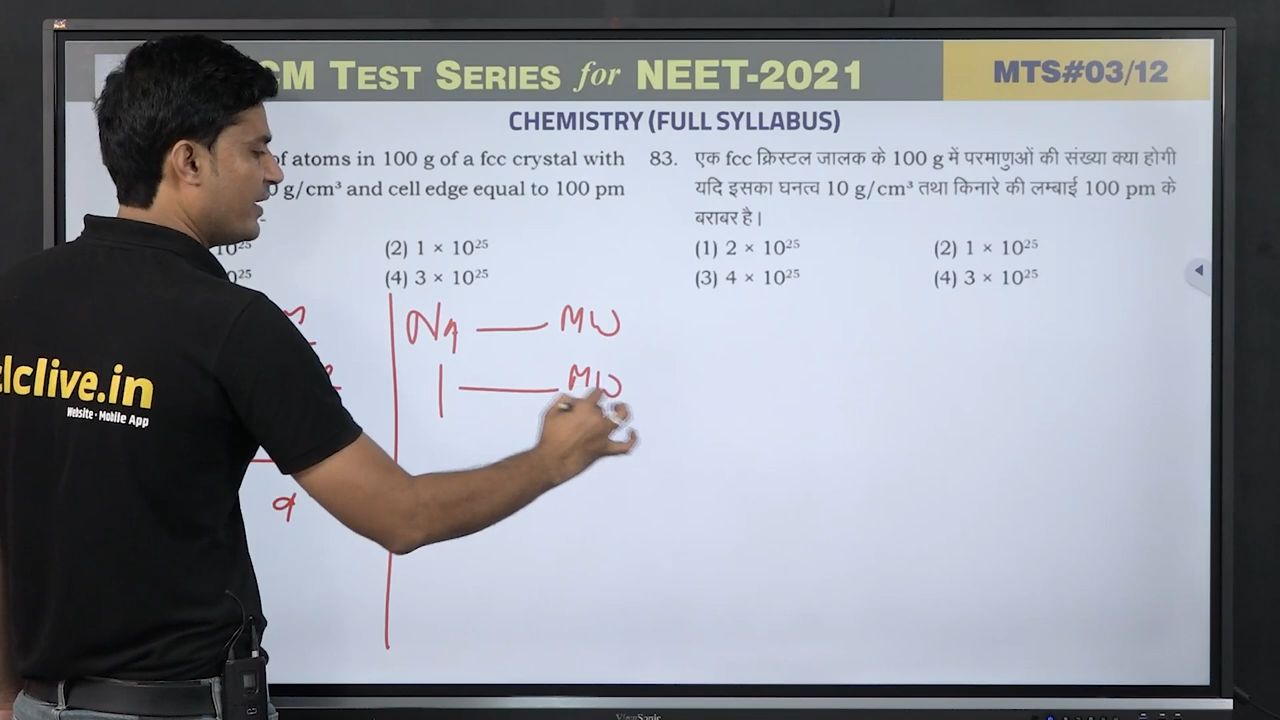 GM TEST SERIES for NEET-2021
MTS#03/12
CHEMISTRY (FULL SYLLABUS)
of atoms in 100 g of a fcc crystal with
g/cm³ and cell edge equal to 100 pm
10²⁵
(2) 1 × 10²⁵
(4) 3 × 10²⁵
83. एक fcc क्रिस्टल जालक के 100 g में परमाणुओं की संख्या क्या होगी
यदि इसका घनत्व 10 g/cm³ तथा किनारे की लम्बाई 100 pm के
बराबर है।
(1) 2 × 10²⁵ (2) 1 × 10²⁵
(3) 4 × 10²⁵ (4) 3 × 10²⁵
NA — MW
1 — MW
a
clclive.in
Website · Mobile App
ViewSonic